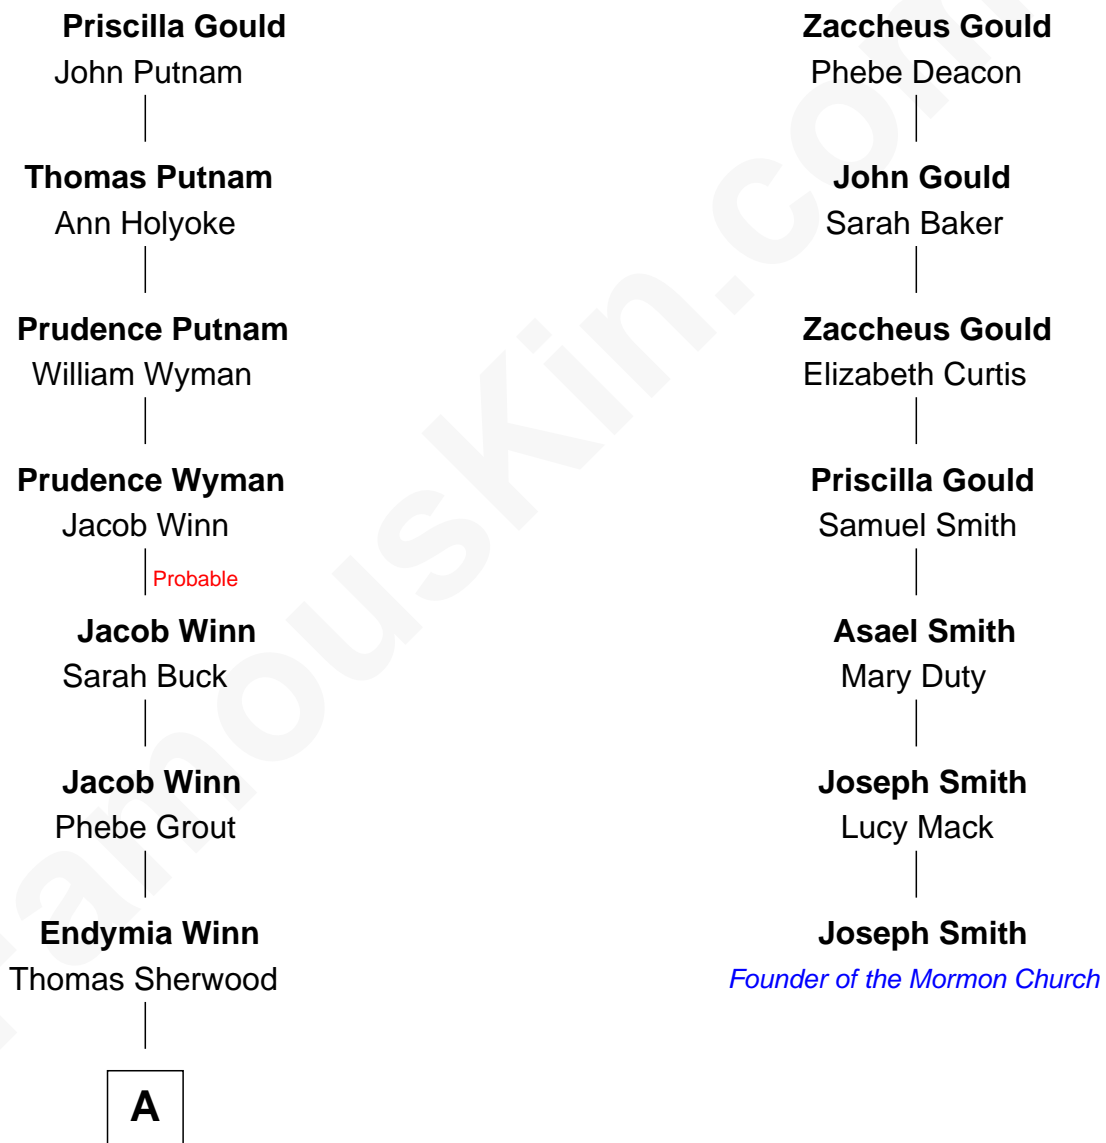 Priscilla Gould
John Putnam
Thomas Putnam
Ann Holyoke
Prudence Putnam
William Wyman
Prudence Wyman
Jacob Winn
Probable
Jacob Winn
Sarah Buck
Jacob Winn
Phebe Grout
Endymia Winn
Thomas Sherwood
A
Zaccheus Gould
Phebe Deacon
John Gould
Sarah Baker
Zaccheus Gould
Elizabeth Curtis
Priscilla Gould
Samuel Smith
Asael Smith
Mary Duty
Joseph Smith
Lucy Mack
Joseph Smith
Founder of the Mormon Church
FamousKin.com